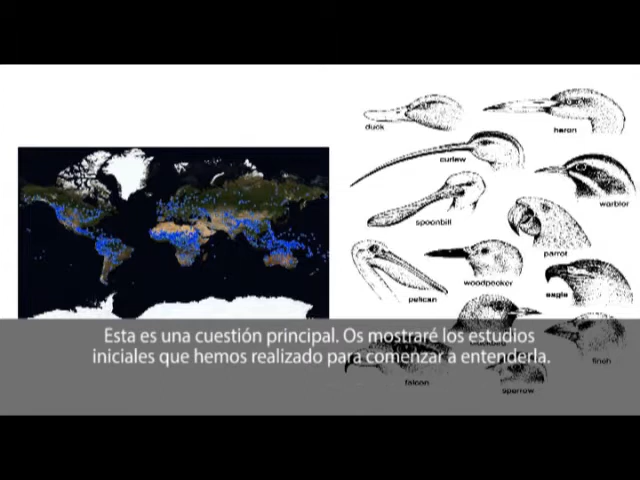 duck
heron
curlew
warbler
spoonbill
parrot
woodpecker
eagle
pelican
Esta es una cuestión principal. Os mostraré los estudios
iniciales que hemos realizado para comenzar a entenderla.
finch
falcon
sparrow